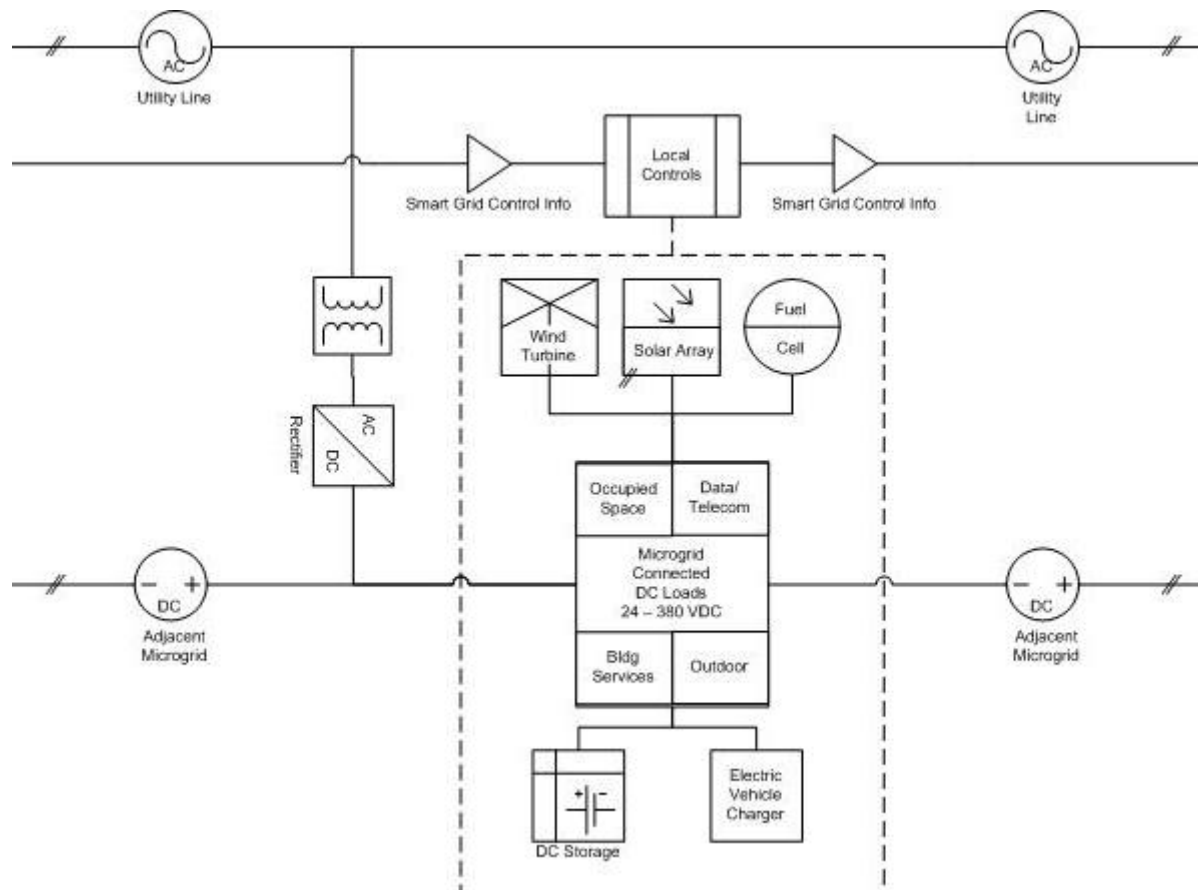 AC
Utility Line
AC
Utility
Line
Local
Controls
Smart Grid Control Info
Smart Grid Control Info
Wind
Turbine
Solar Array
Fuel
Cell
AC
DC
Rectifier
Occupied
Space
Data/
Telecom
Microgrid
Connected
DC Loads
24 – 380 VDC
- +
DC
Adjacent
Microgrid
- +
DC
Adjacent
Microgrid
Bldg
Services
Outdoor
+ -
DC Storage
Electric
Vehicle
Charger